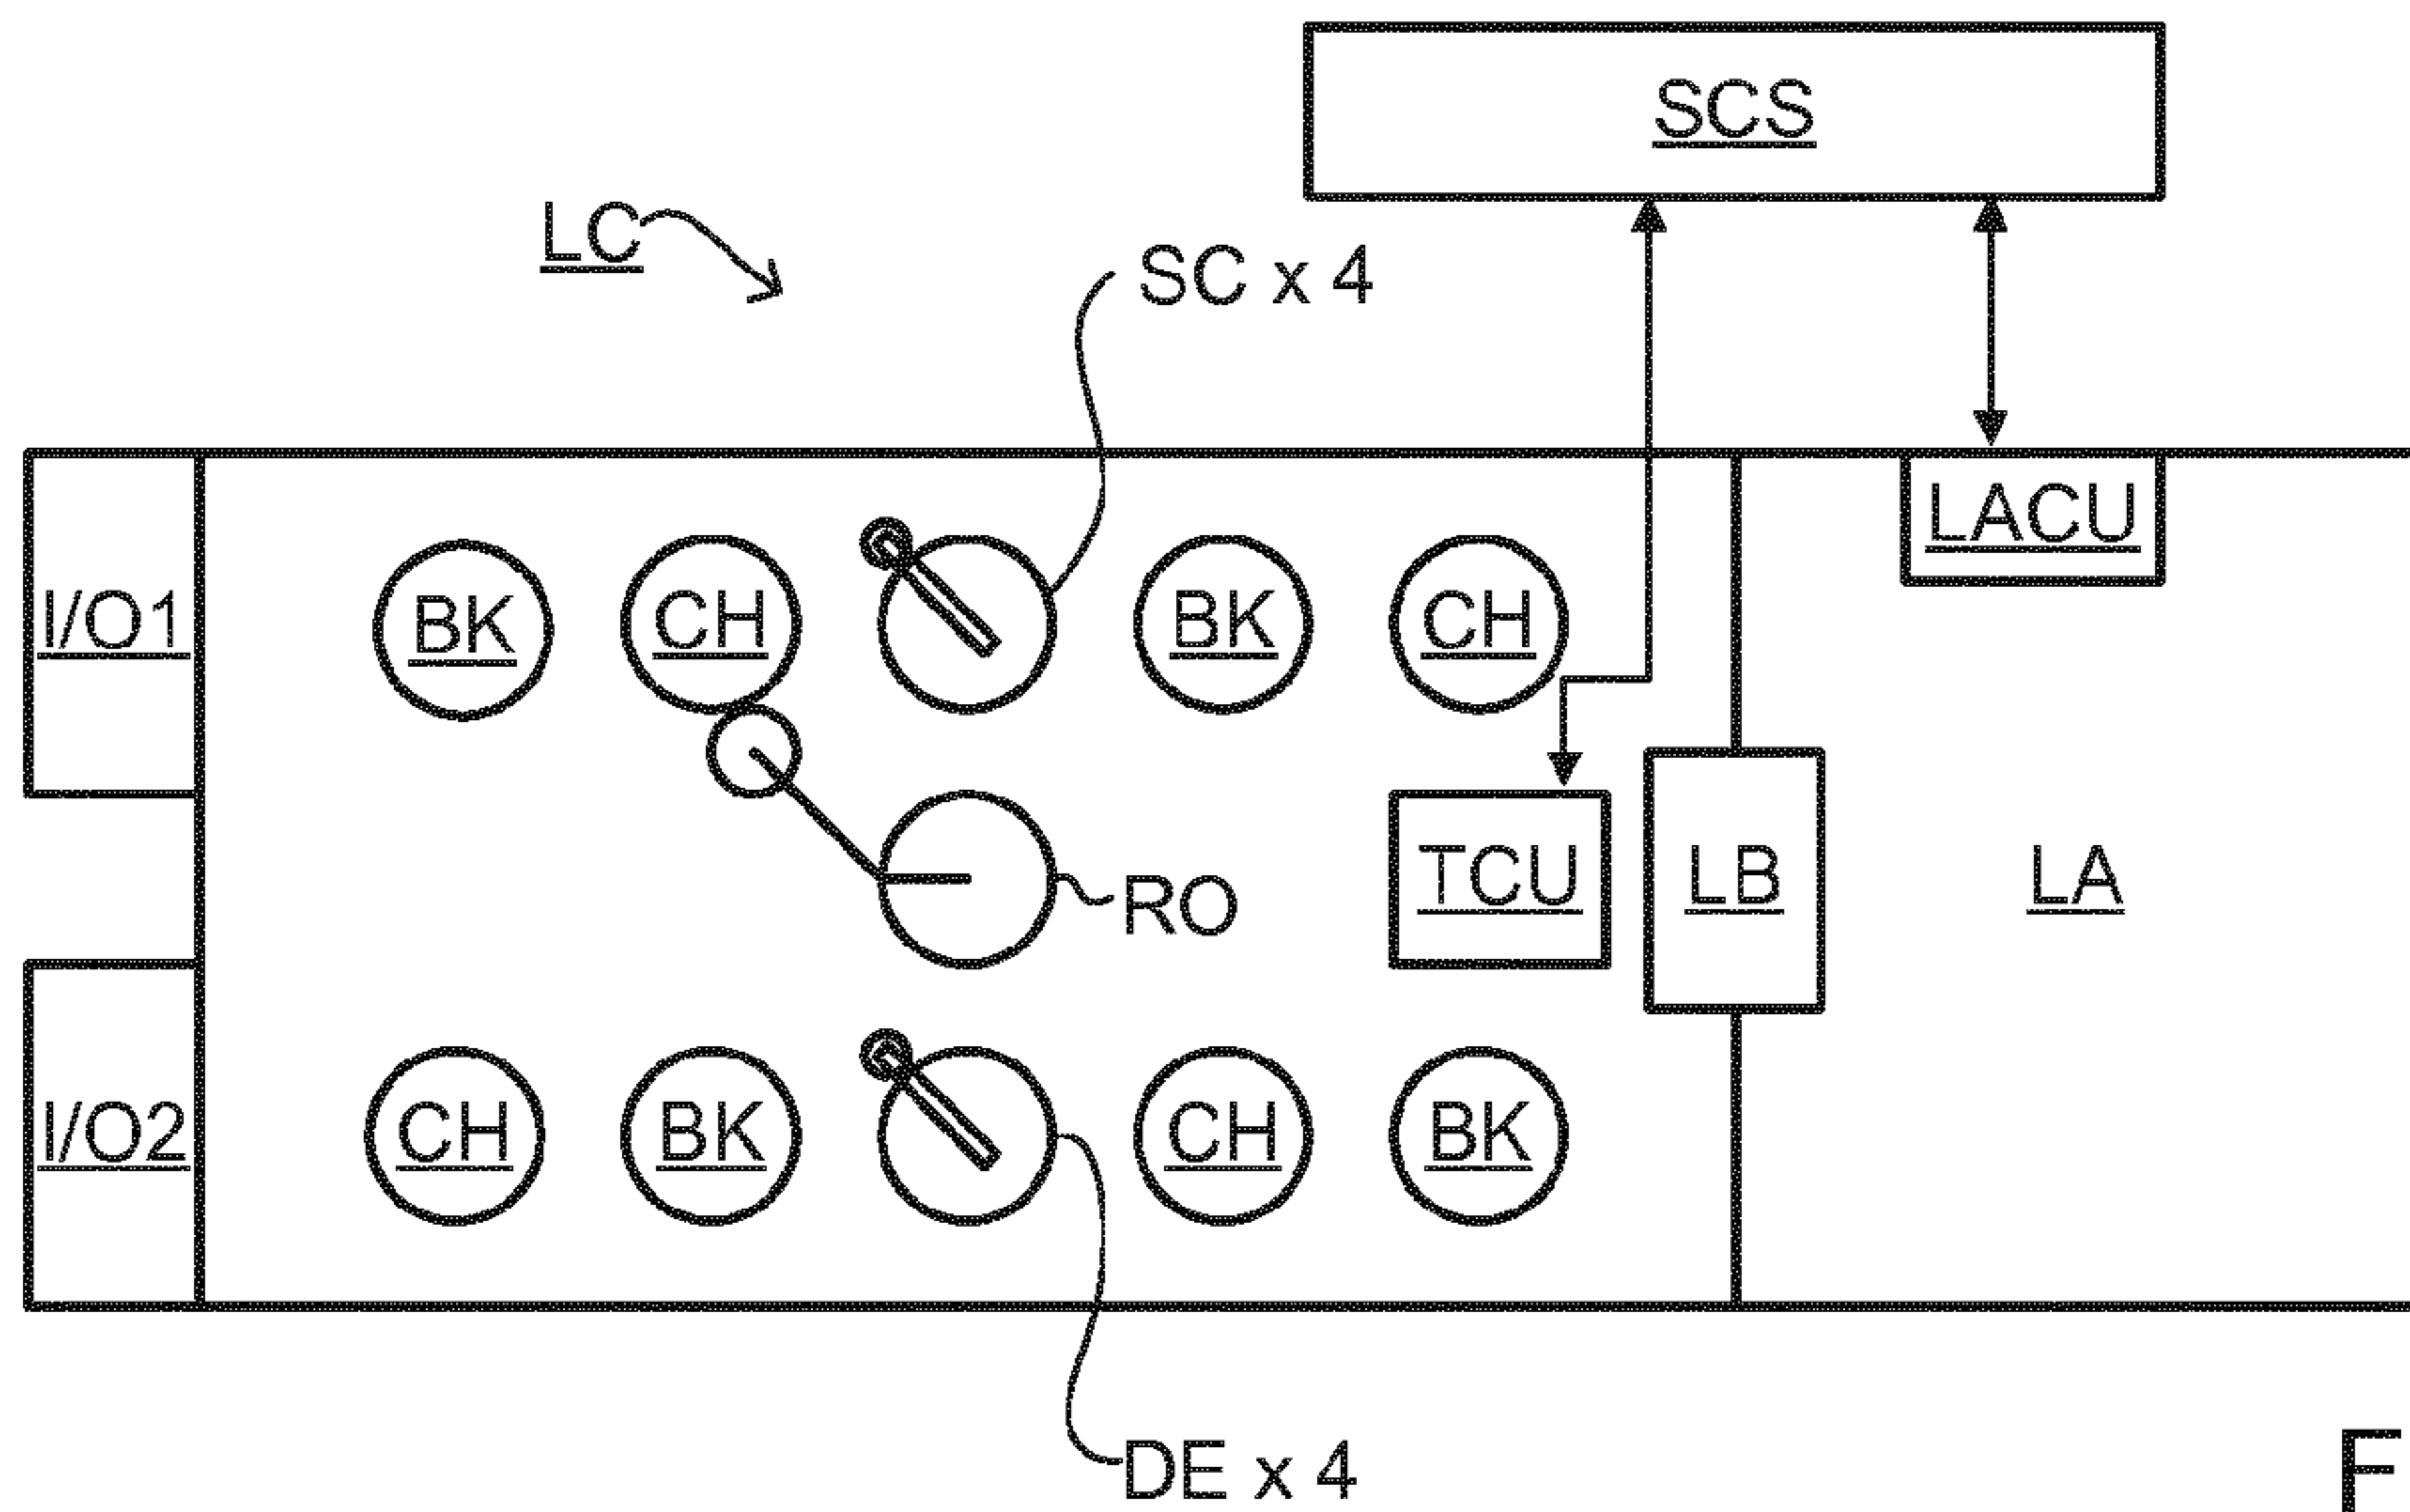 SCS
LC
SC x 4
LACU
I/O1
BK
CH
BK
CH
TCU
LB
LA
RO
I/O2
CH
BK
CH
BK
DE x 4
F